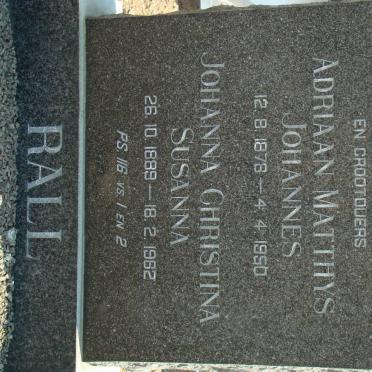 EN GROOTOUERS
ADRIAAN MATTHYS
JOHANNES
12. 8. 1878 – 4. 4. 1950
JOHANNA CHRISTINA
SUSANNA
26. 10. 1889 – 18. 2. 1982
PS. 116 VS. 1 EN 2
RALL